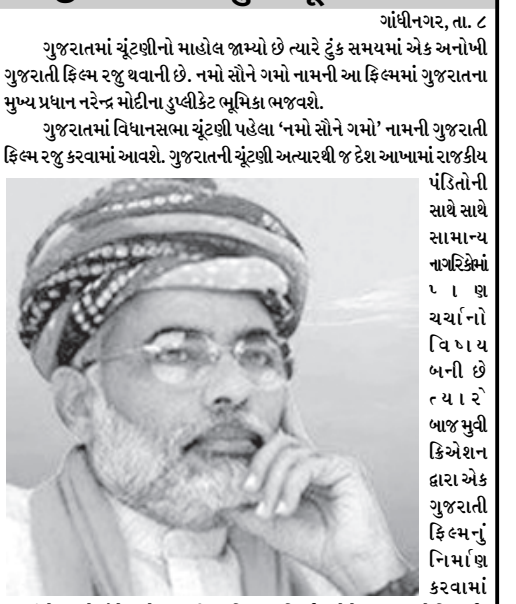 ગાંધીનગર, તા. ૮
ગુજરાતમાં ચૂંટણીનો માહોલ જામ્યો છે ત્યારે ટુંક સમયમાં એક અનોખી
ગુજરાતી ફિલ્મ રજુ થવાની છે. નમો સૌને ગમો નામની આ ફિલ્મમાં ગુજરાતના
મુખ્ય પ્રધાન નરેન્દ્ર મોદીના ડુપ્લીકેટ ભૂમિકા ભજવશે.
ગુજરાતમાં વિધાનસભા ચૂંટણી પહેલા ‘નમો સૌને ગમો’ નામની ગુજરાતી
ફિલ્મ રજુ કરવામાં આવશે. ગુજરાતની ચૂંટણી અત્યારથી જ દેશ આખામાં રાજકીય
પંડિતોની
સાથે સાથે
સામાન્ય
નાગરિકોમાં
પાણ
ચર્ચાનો
વિષય
બની છે
ત્યારે
બાજ મુવી
ક્રિએશન
દ્વારા એક
ગુજરાતી
ફિલ્મનું
નિર્માણ
કરવામાં